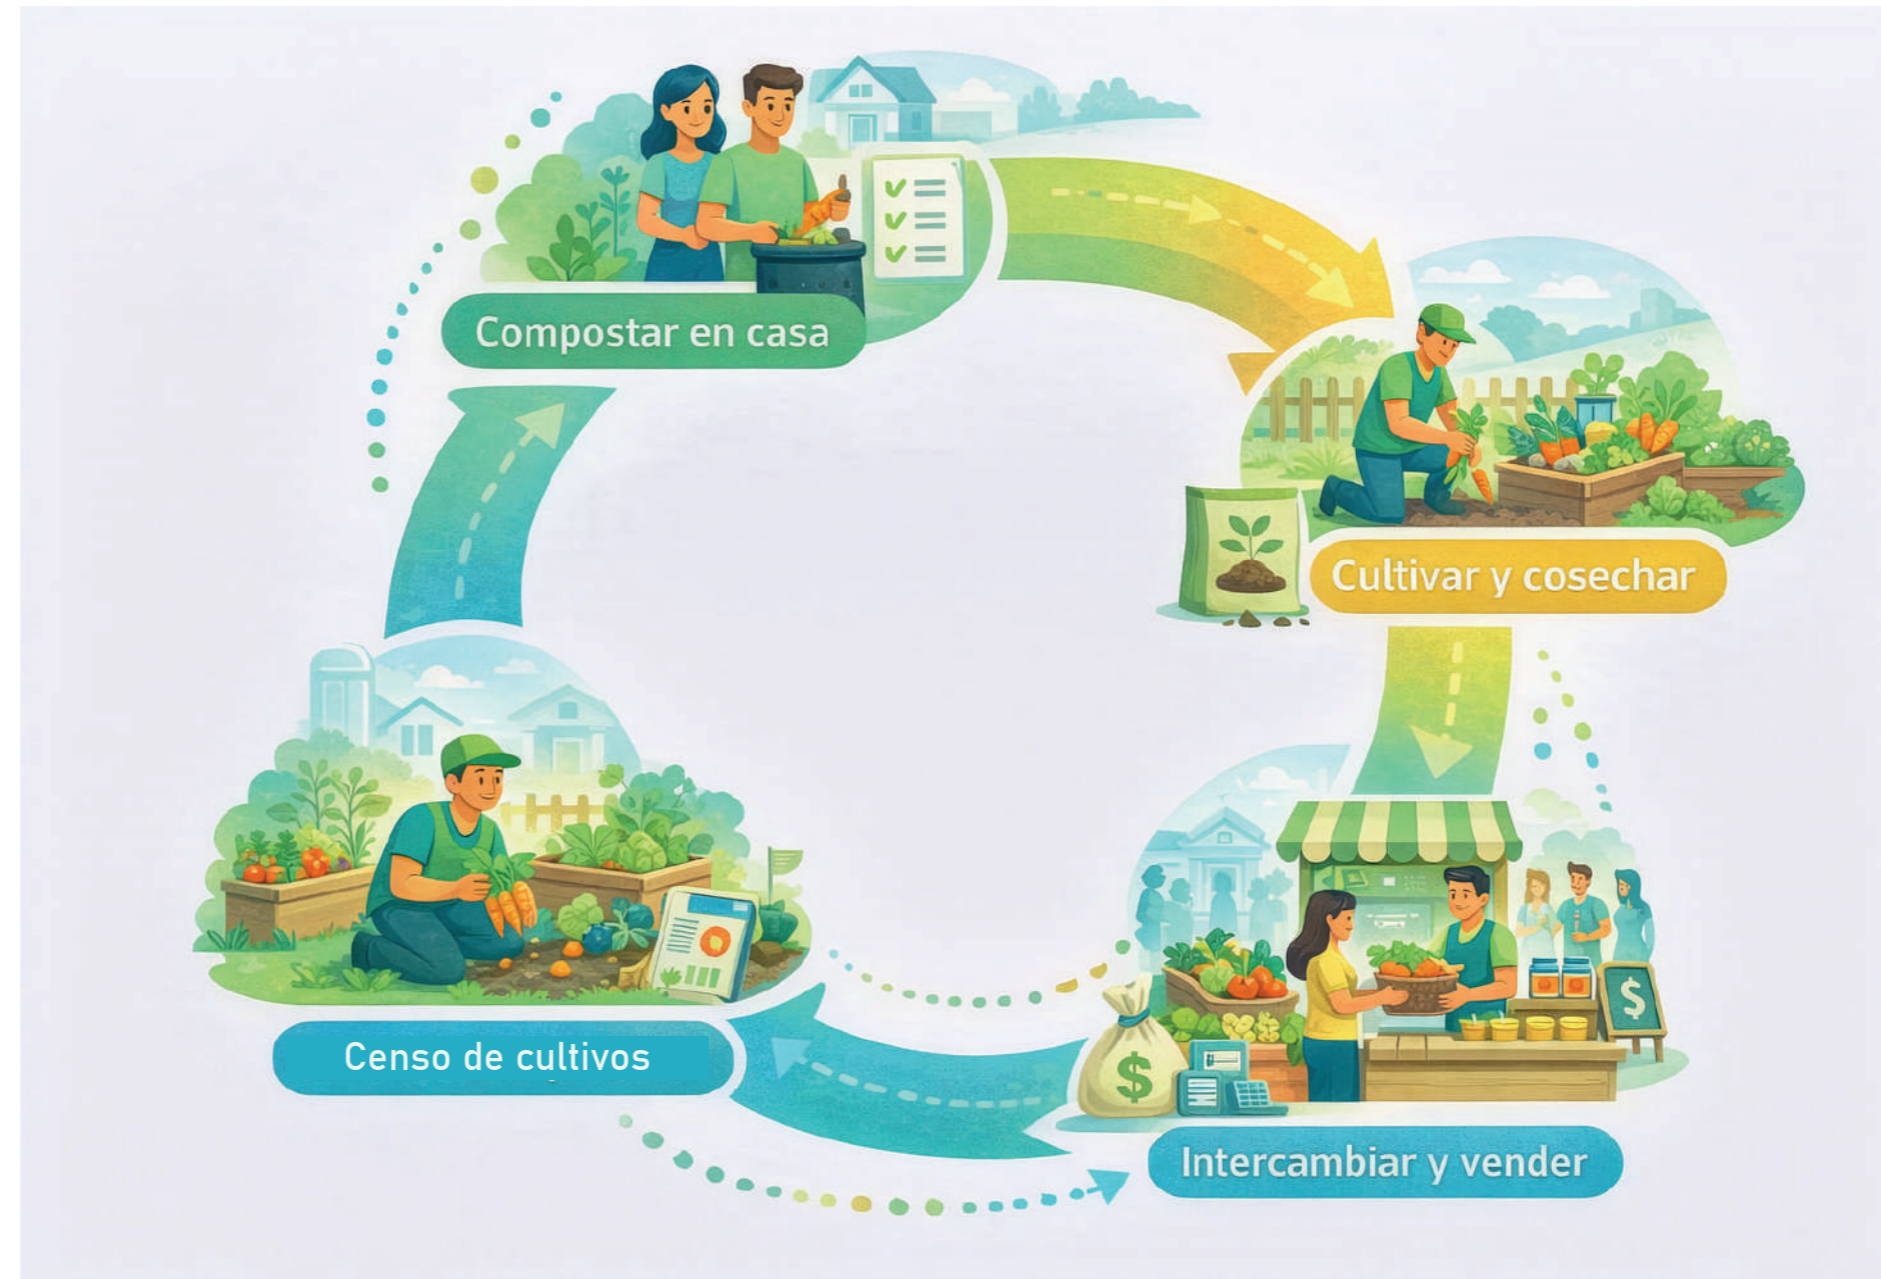 Compostar en casa
Cultivar y cosechar
$
Censo de cultivos
$
Intercambiar y vender